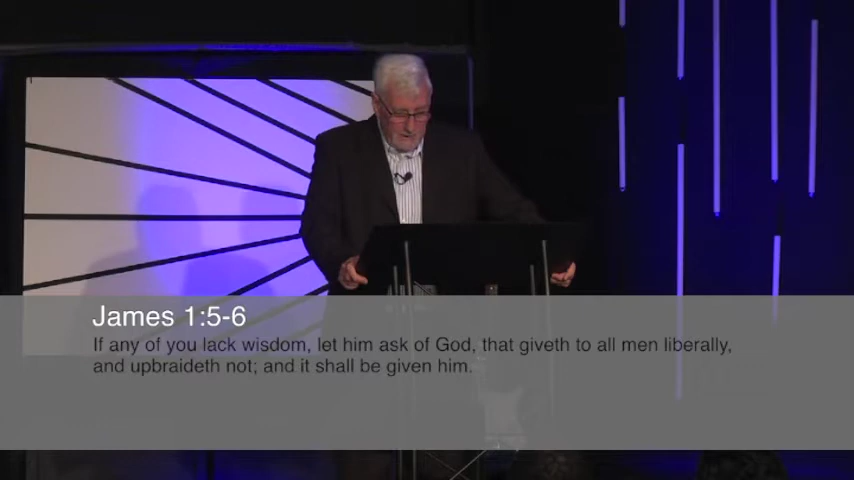 James 1:5-6
If any of you lack wisdom, let him ask of God, that giveth to all men liberally,
and upbraideth not; and it shall be given him.